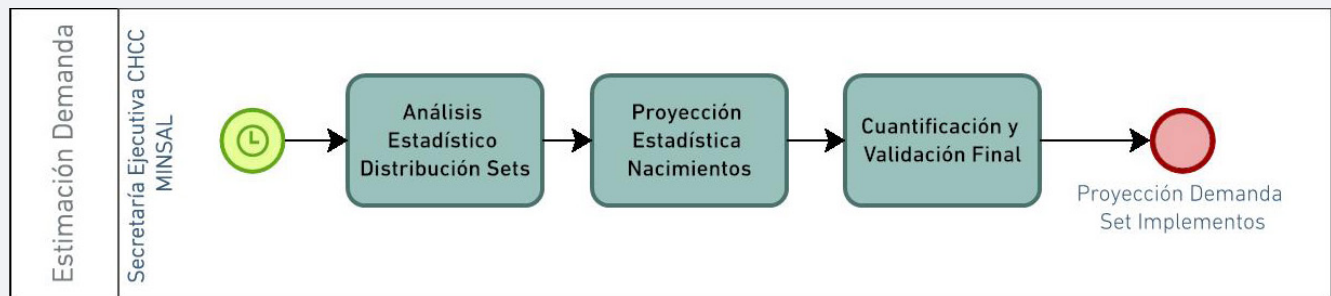 Estimación Demanda
Secretaría Ejecutiva CHCC
MINSAL
Análisis
Estadístico
Distribución Sets
Proyección
Estadística
Nacimientos
Cuantificación y
Validación Final
Proyección Demanda
Set Implementos